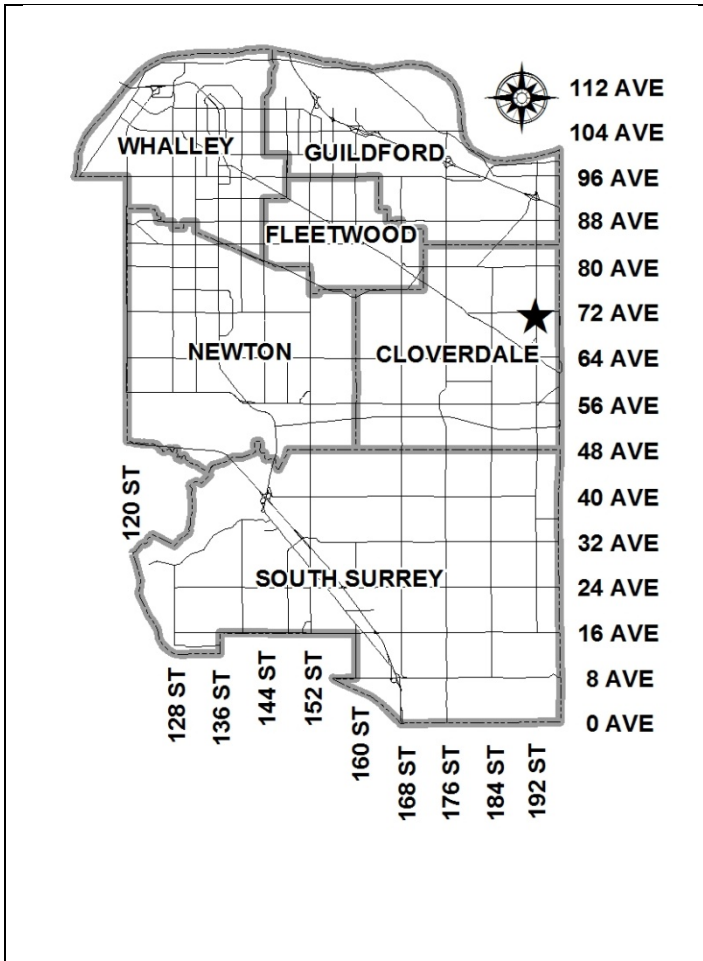 112 AVE
104 AVE
WHALLEY
GUILDFORD
96 AVE
88 AVE
FLEETWOOD
80 AVE
72 AVE
NEWTON
CLOVERDALE
64 AVE
56 AVE
48 AVE
120 ST
40 AVE
32 AVE
SOUTH SURREY
24 AVE
16 AVE
8 AVE
0 AVE
128 ST
136 ST
144 ST
152 ST
160 ST
168 ST
176 ST
184 ST
192 ST